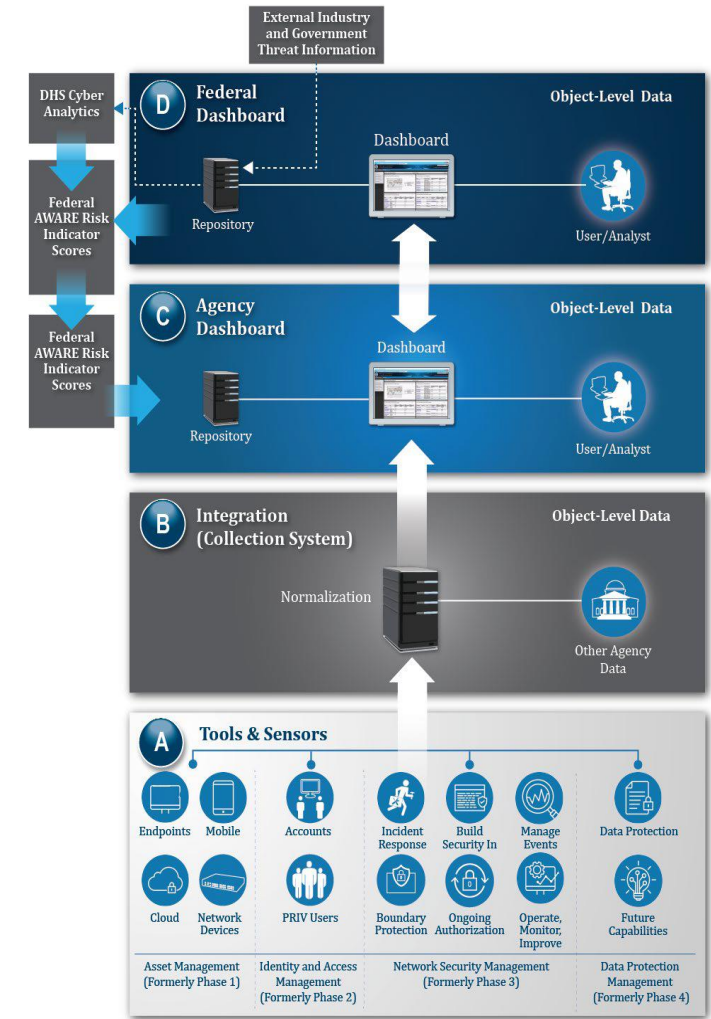 External Industry
and Government
Threat Information
DHS Cyber
Analytics
Federal
AWARE Risk
Indicator
Scores
Federal
AWARE Risk
Indicator
Scores
D
Federal
Dashboard
Object-Level Data
Dashboard
Repository
User/Analyst
C
Agency
Dashboard
Object-Level Data
Dashboard
Repository
User/Analyst
B
Integration
(Collection System)
Object-Level Data
Normalization
Other Agency
Data
A
Tools & Sensors
Endpoints
Mobile
Accounts
Incident
Response
Build
Security In
Manage
Events
Data Protection
Cloud
Network
Devices
PRIV Users
Boundary
Protection
Ongoing
Authorization
Operate,
Monitor,
Improve
Future
Capabilities
Asset Management
(Formerly Phase 1)
Identity and Access
Management
(Formerly Phase 2)
Network Security Management
(Formerly Phase 3)
Data Protection
Management
(Formerly Phase 4)